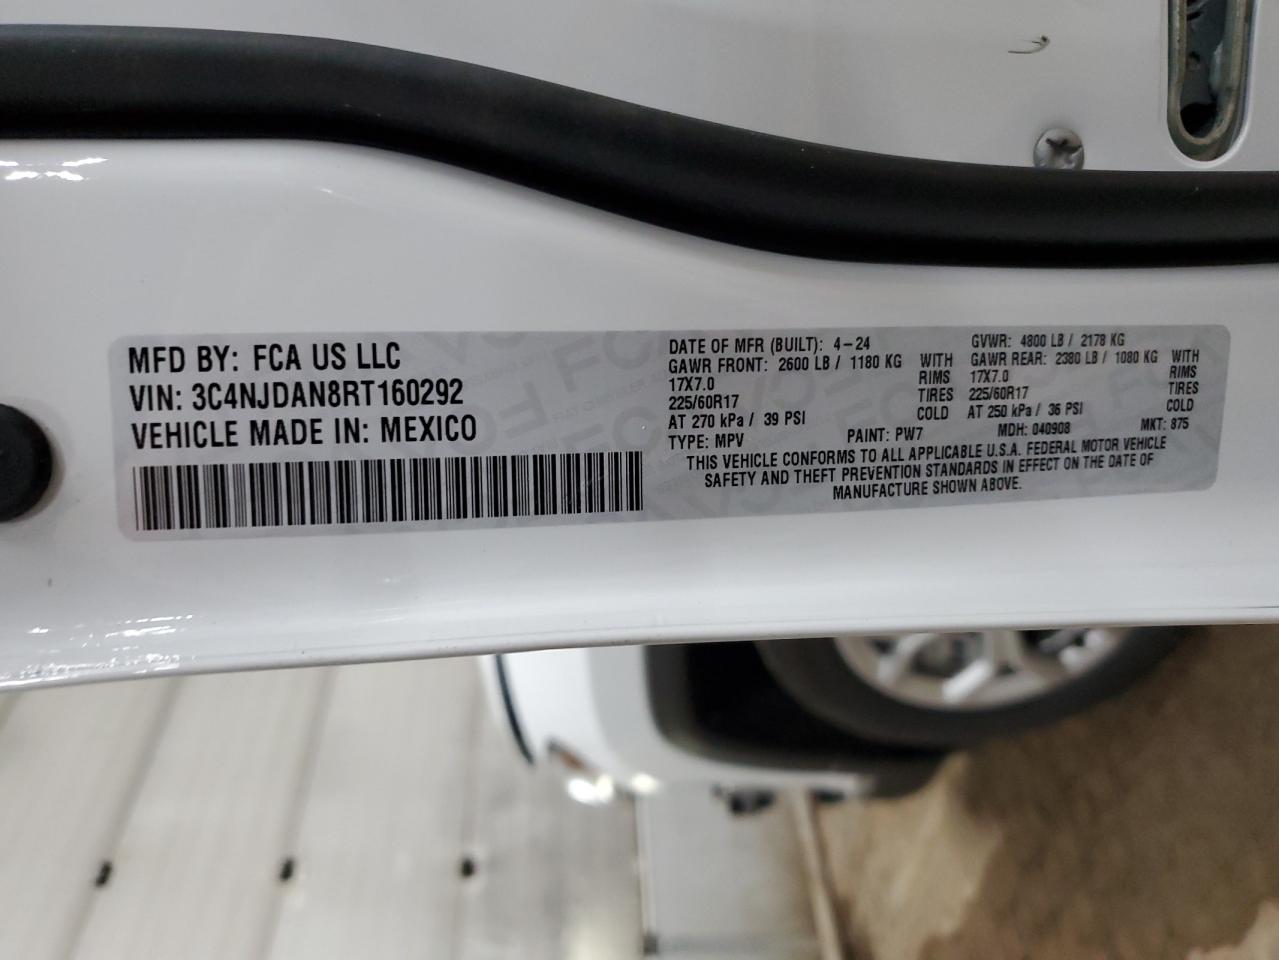 MFD BY: FCA US LLC
VIN: 3C4NJDAN8RT160292
VEHICLE MADE IN: MEXICO
DATE OF MFR (BUILT): 4-24
GAWR FRONT: 2600 LB / 1180 KG WITH
17X7.0 RIMS
225/60R17 TIRES
AT 270 kPa / 39 PSI COLD
TYPE: MPV PAINT: PW7
GVWR: 4800 LB / 2178 KG
GAWR REAR: 2380 LB / 1080 KG WITH
17X7.0 RIMS
225/60R17 TIRES
AT 250 kPa / 36 PSI COLD
MDH: 040908 MKT: 875
THIS VEHICLE CONFORMS TO ALL APPLICABLE U.S.A. FEDERAL MOTOR VEHICLE
SAFETY AND THEFT PREVENTION STANDARDS IN EFFECT ON THE DATE OF
MANUFACTURE SHOWN ABOVE.